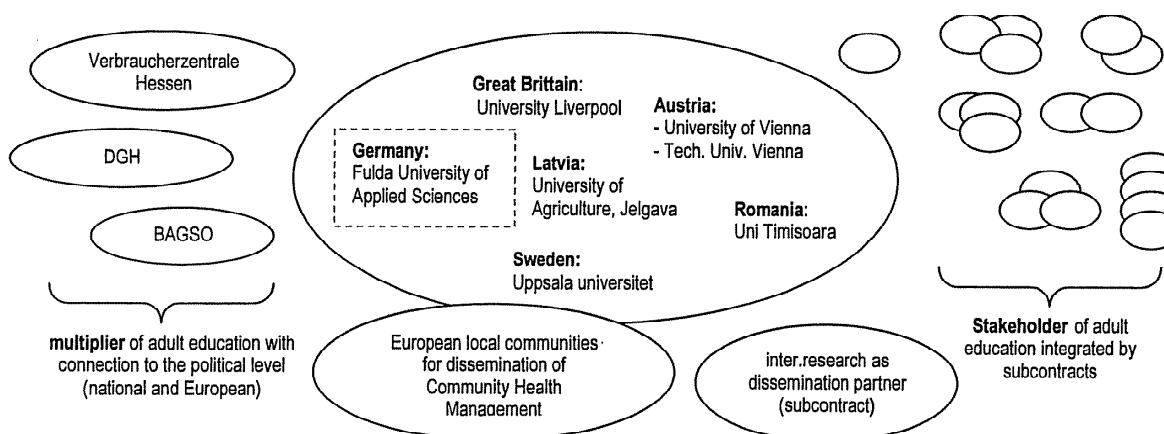 Verbraucherzentrale
Hessen
DGH
BAGSO
multiplier of adult education with
connection to the political level
(national and European)
Great Brittain:
University Liverpool
Austria:
- University of Vienna
- Tech. Univ. Vienna
Germany:
Fulda University of
Applied Sciences
Latvia:
University of
Agriculture, Jelgava
Romania:
Uni Timisoara
Sweden:
Uppsala universitet
European local communities
for dissemination of
Community Health
Management
inter.research as
dissemination partner
(subcontract)
Stakeholder of adult
education integrated by
subcontracts